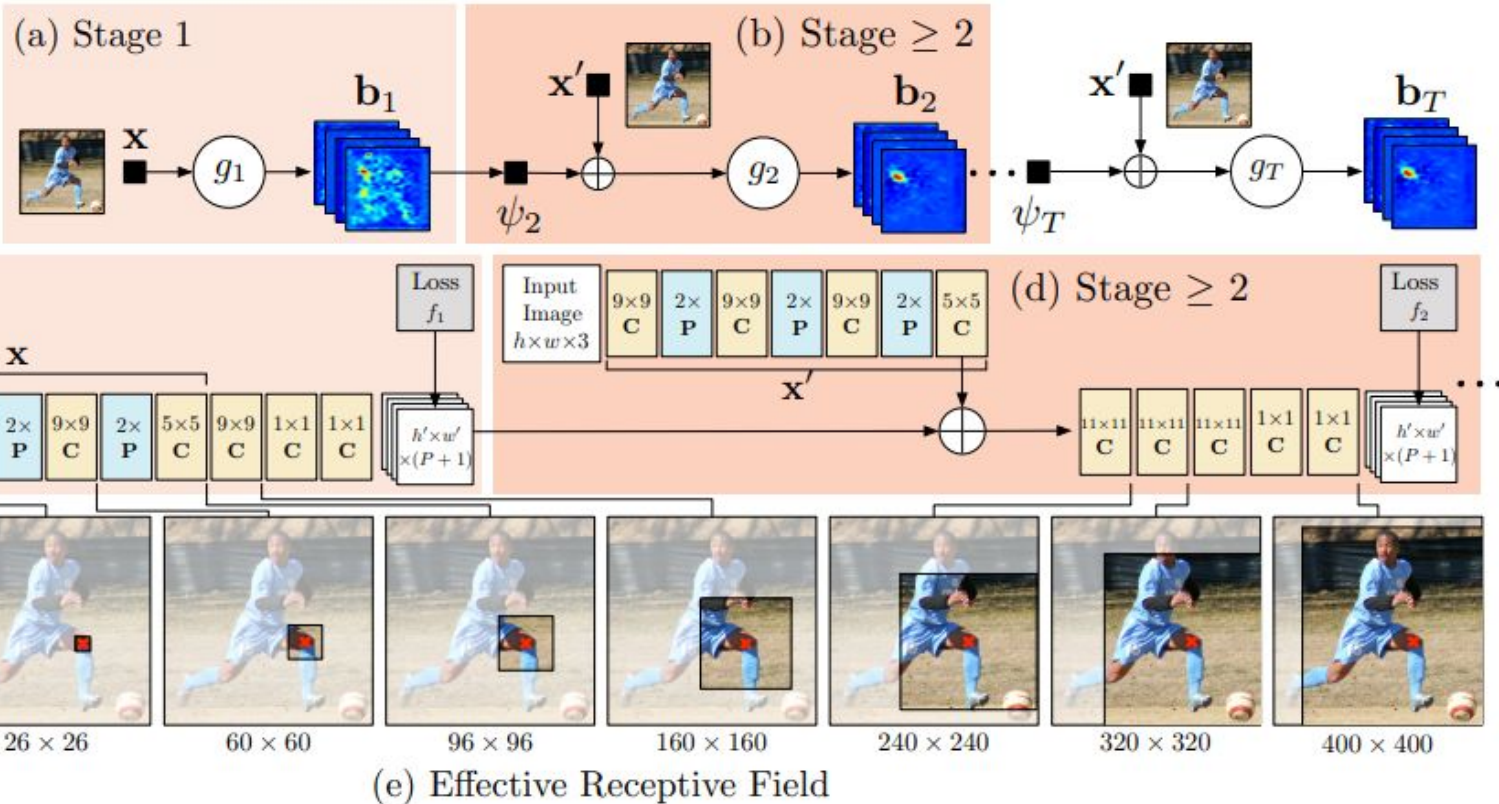 (a) Stage 1
x
g₁
b₁
(b) Stage ≥ 2
x′
ψ₂
g₂
b₂
x′
ψ_T
g_T
b_T
x
2×
P
9×9
C
2×
P
5×5
C
9×9
C
1×1
C
1×1
C
Loss
f₁
h′×w′
×(P + 1)
(d) Stage ≥ 2
Input
Image
h×w×3
9×9
C
2×
P
9×9
C
2×
P
9×9
C
2×
P
5×5
C
x′
11×11
C
11×11
C
11×11
C
1×1
C
1×1
C
Loss
f₂
h′×w′
×(P + 1)
26 × 26
60 × 60
96 × 96
160 × 160
240 × 240
320 × 320
400 × 400
(e) Effective Receptive Field